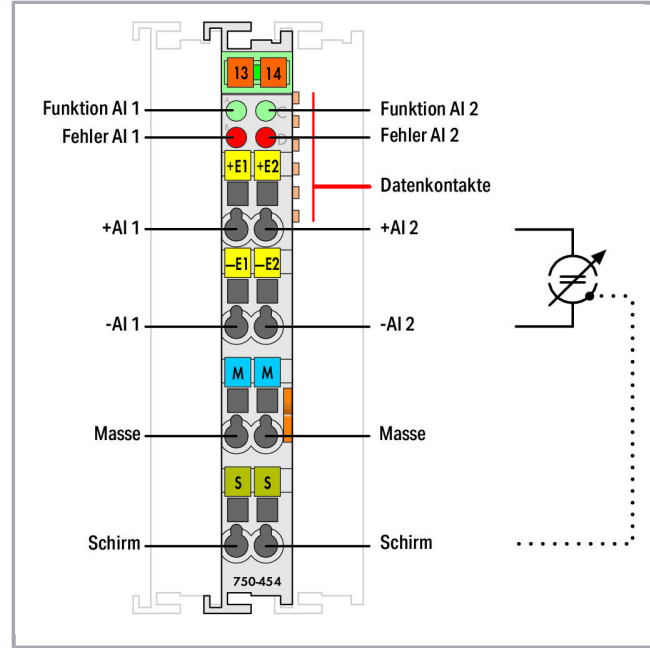 13 14
A C
Funktion AI 1 Funktion AI 2
Fehler AI 1 D Fehler AI 2
+E1 +E2
Datenkontakte
+AI 1 +AI 2
–E1 –E2
-AI 1 -AI 2
M M
Masse Masse
S S
Schirm Schirm
750-454